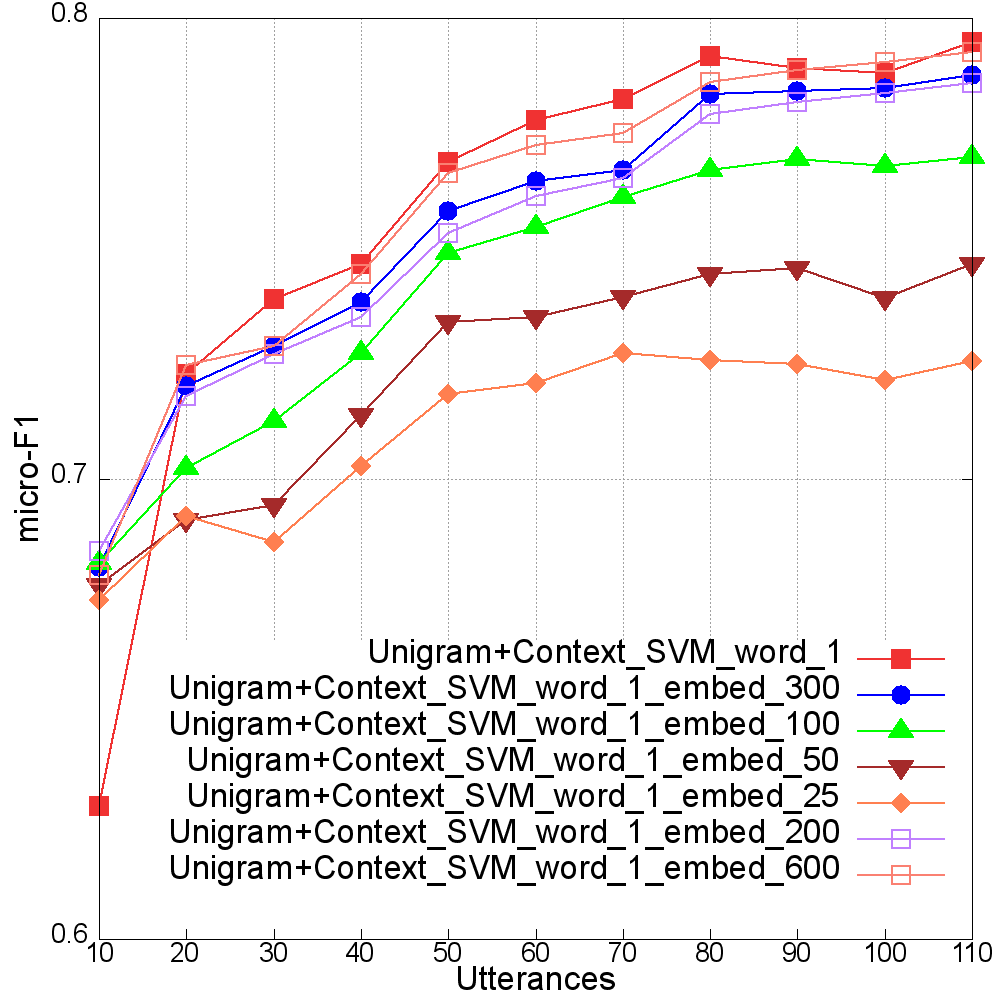 0.8
0.7
0.6
micro-F1
Unigram+Context_SVM_word_1
Unigram+Context_SVM_word_1_embed_300
Unigram+Context_SVM_word_1_embed_100
Unigram+Context_SVM_word_1_embed_50
Unigram+Context_SVM_word_1_embed_25
Unigram+Context_SVM_word_1_embed_200
Unigram+Context_SVM_word_1_embed_600
10 20 30 40 50 60 70 80 90 100 110
Utterances